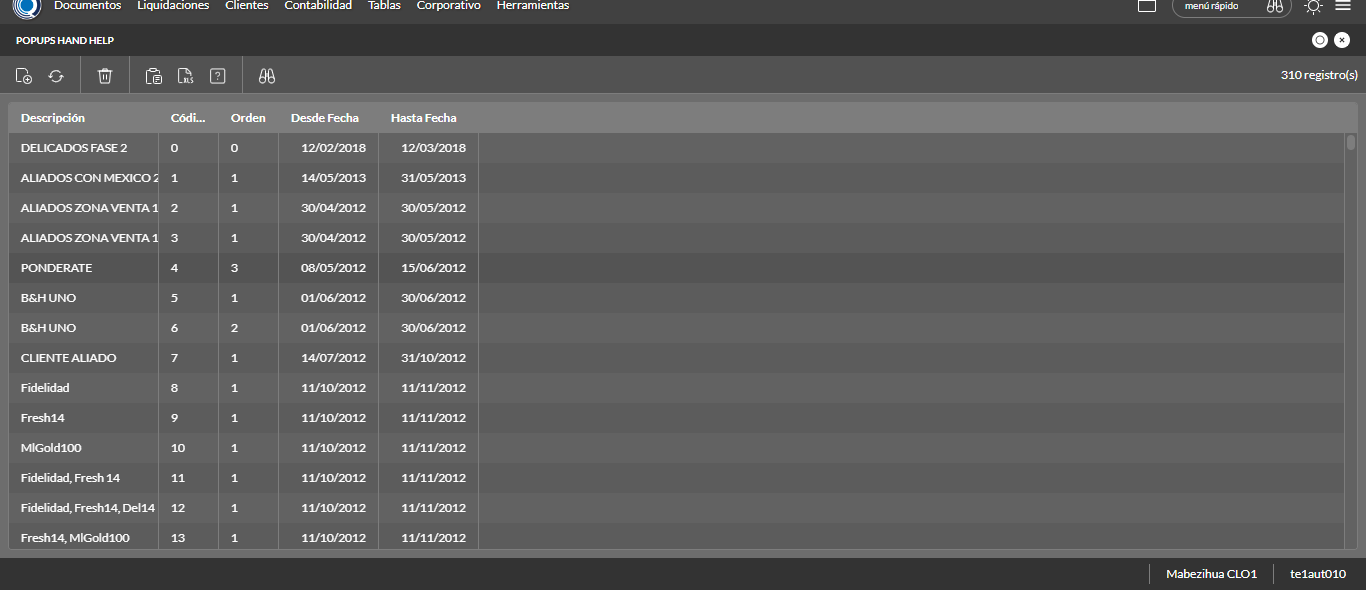 Documentos Liquidaciones Clientes Contabilidad Tablas Corporativo Herramientas menú rápido
POPUPS HAND HELP
XLS ? 310 registro(s)
Descripción Códi... Orden Desde Fecha Hasta Fecha
DELICADOS FASE 2 0 0 12/02/2018 12/03/2018
ALIADOS CON MEXICO 2 1 1 14/05/2013 31/05/2013
ALIADOS ZONA VENTA 1 2 1 30/04/2012 30/05/2012
ALIADOS ZONA VENTA 1 3 1 30/04/2012 30/05/2012
PONDERATE 4 3 08/05/2012 15/06/2012
B&H UNO 5 1 01/06/2012 30/06/2012
B&H UNO 6 2 01/06/2012 30/06/2012
CLIENTE ALIADO 7 1 14/07/2012 31/10/2012
Fidelidad 8 1 11/10/2012 11/11/2012
Fresh14 9 1 11/10/2012 11/11/2012
MlGold100 10 1 11/10/2012 11/11/2012
Fidelidad, Fresh 14 11 1 11/10/2012 11/11/2012
Fidelidad, Fresh14, Del14 12 1 11/10/2012 11/11/2012
Fresh14, MlGold100 13 1 11/10/2012 11/11/2012
Mabezihua CLO1 te1aut010